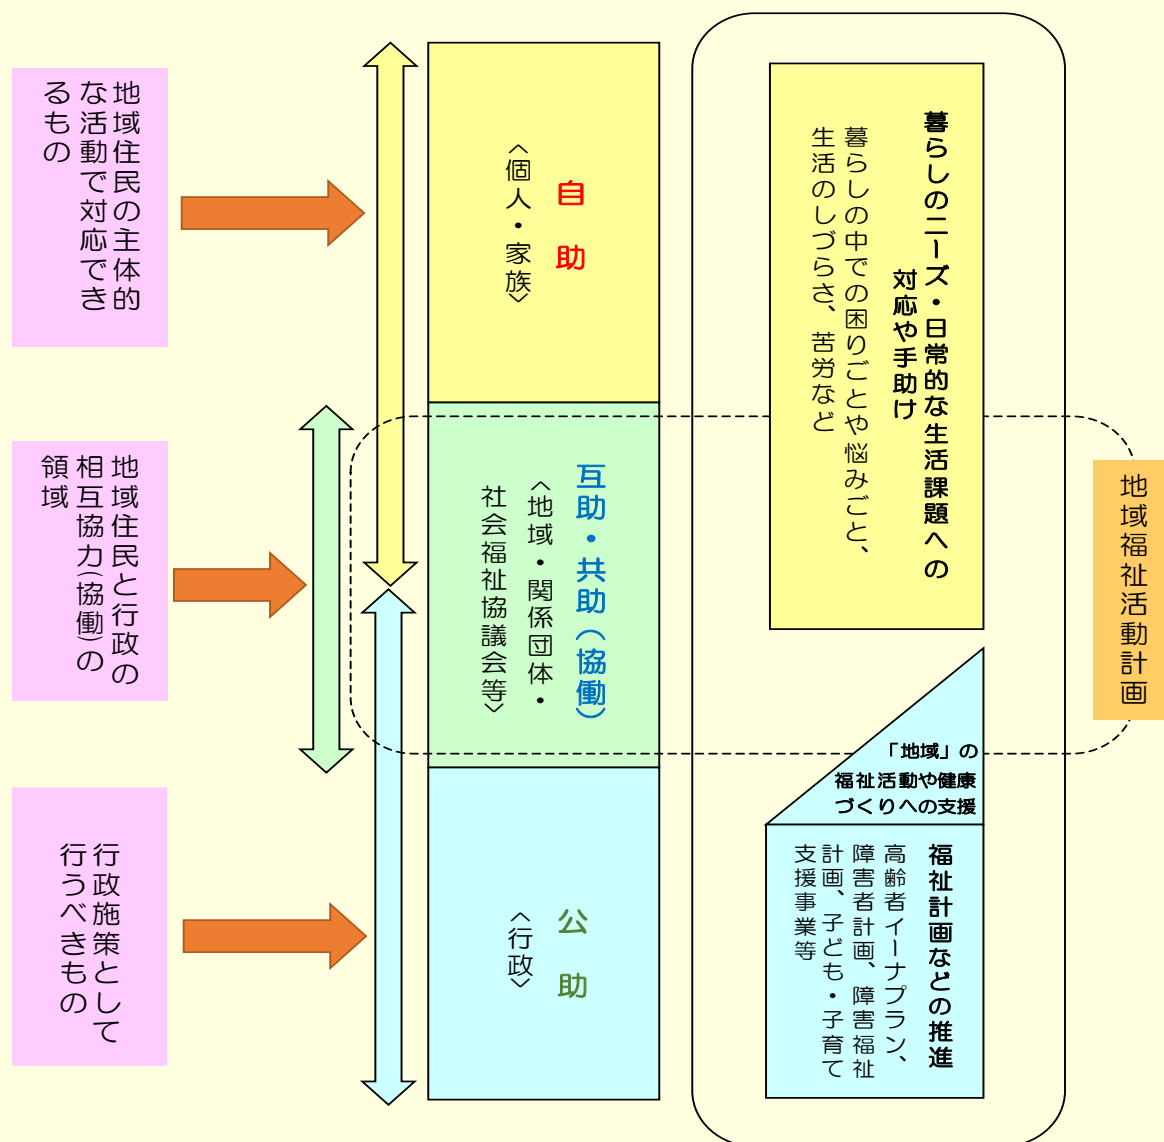 地域住民の主体的
な活動で対応でき
るもの
地域住民と行政の
相互協力(協働)の
領域
行政施策として
行うべきもの
自助
〈個人・家族〉
互助・共助(協働)
〈地域・関係団体・
社会福祉協議会等〉
公助
〈行政〉
暮らしのニーズ・日常的な生活課題への
対応や手助け
暮らしの中での困りごとや悩みごと、
生活のしづらさ、苦労など
「地域」の
福祉活動や健康
づくりへの支援
福祉計画などの推進
高齢者イーナプラン、
障害者計画、障害福祉
計画、子ども・子育て
支援事業等
地域福祉活動計画